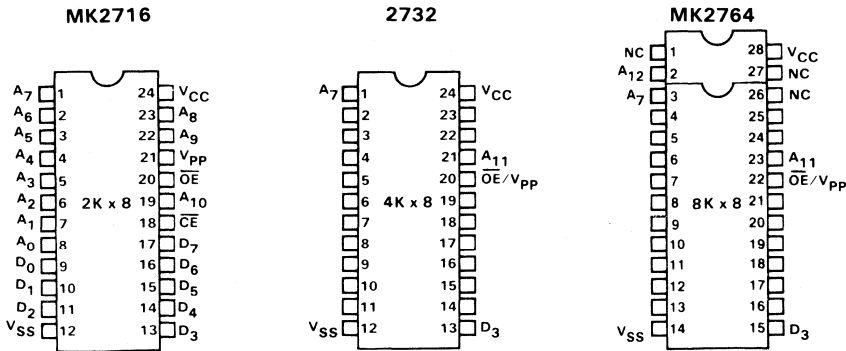 MK2716
2732
MK2764
A7 1 24 VCC
A6 2 23 A8
A5 3 22 A9
A4 4 21 VPP
A3 5 20 OE
A2 6 2K x 8 19 A10
A1 7 18 CE
A0 8 17 D7
D0 9 16 D6
D1 10 15 D5
D2 11 14 D4
VSS 12 13 D3
A7 1 24 VCC
2 23
3 22
4 21 A11
5 20 OE/VPP
6 4K x 8 19
7 18
8 17
9 16
10 15
11 14
VSS 12 13 D3
NC 1 28 VCC
A12 2 27 NC
A7 3 26 NC
4 25
5 24
6 23 A11
7 22 OE/VPP
8 8K x 8 21
9 20
10 19
11 18
12 17
13 16
VSS 14 15 D3